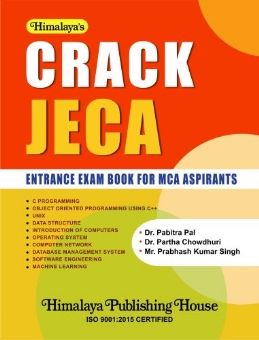 Himalaya's
CRACK
JECA
ENTRANCE EXAM BOOK FOR MCA ASPIRANTS
• C PROGRAMMING
• OBJECT ORIENTED PROGRAMMING USING C++
• UNIX
• DATA STRUCTURE
• INTRODUCTION OF COMPUTERS
• OPERATING SYSTEM
• COMPUTER NETWORK
• DATABASE MANAGEMENT SYSTEM
• SOFTWARE ENGINEERING
• MACHINE LEARNING
• Dr. Pabitra Pal
• Dr. Partha Chowdhuri
• Mr. Prabhash Kumar Singh
Himalaya Publishing House
ISO 9001:2015 CERTIFIED